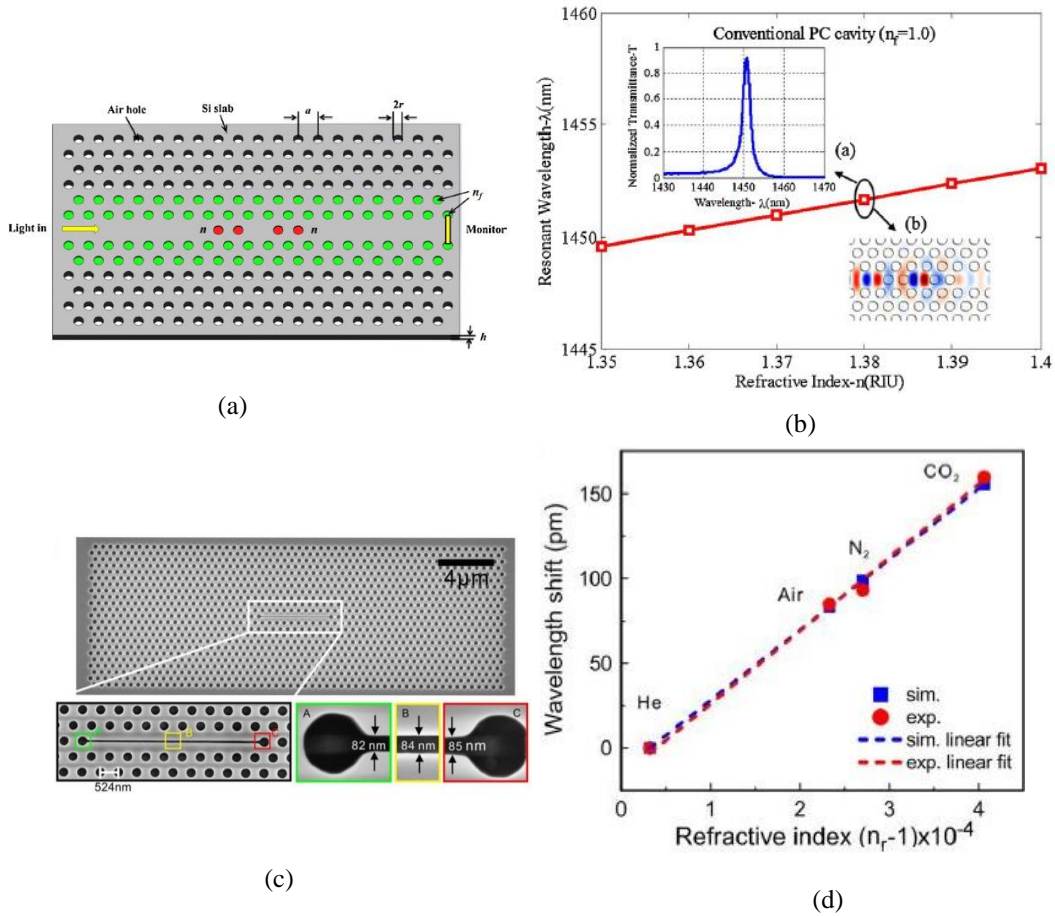 Air hole
Si slab
a
2r
n_f
Light in
n
n
Monitor
h
(a)
1460
1455
1450
1445
Resonant Wavelength-λ(nm)
Conventional PC cavity (n_f=1.0)
Normalized Transmittance-T
1
0.8
0.6
0.4
0.2
0
1430 1440 1450 1460 1470
Wavelength- λ(nm)
(a)
(b)
1.35 1.36 1.37 1.38 1.39 1.4
Refractive Index-n(RIU)
(b)
4μm
A
B
C
524nm
A
82 nm
B
84 nm
C
85 nm
(c)
Wavelength shift (pm)
150
100
50
0
He
Air
N₂
CO₂
sim.
exp.
sim. linear fit
exp. linear fit
0 1 2 3 4
Refractive index (n_r-1)x10⁻⁴
(d)